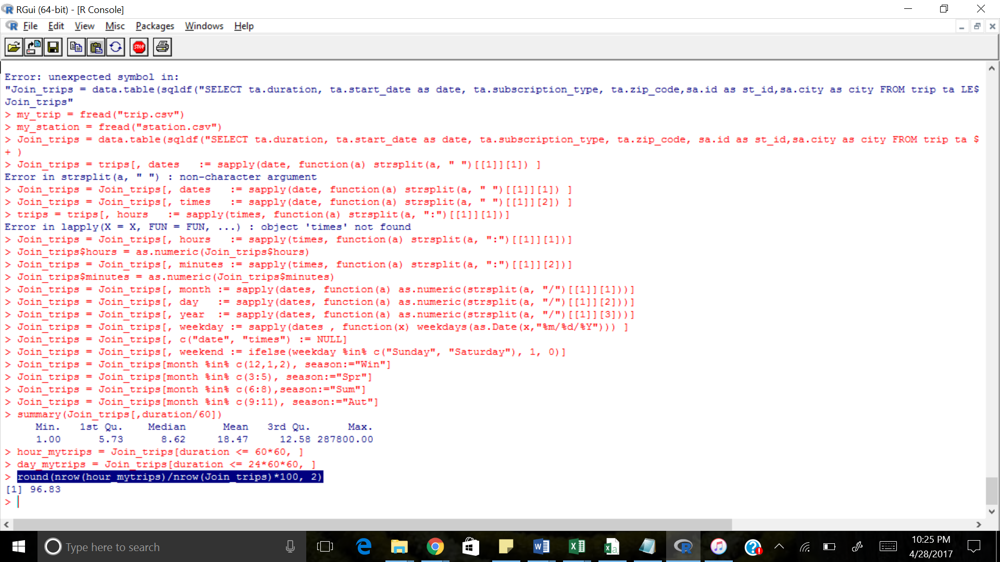 RGui (64-bit) - [R Console]
File Edit View Misc Packages Windows Help
STOP
Error: unexpected symbol in:
"Join_trips = data.table(sqldf("SELECT ta.duration, ta.start_date as date, ta.subscription_type, ta.zip_code,sa.id as st_id,sa.city as city FROM trip ta LE$
Join_trips"
> my_trip = fread("trip.csv")
> my_station = fread("station.csv")
> Join_trips = data.table(sqldf("SELECT ta.duration, ta.start_date as date, ta.subscription_type, ta.zip_code, sa.id as st_id,sa.city as city FROM trip ta $
+ )
> Join_trips = trips[, dates   := sapply(date, function(a) strsplit(a, " ")[[1]][1]) ]
Error in strsplit(a, " ") : non-character argument
> Join_trips = Join_trips[, dates   := sapply(date, function(a) strsplit(a, " ")[[1]][1]) ]
> Join_trips = Join_trips[, times   := sapply(date, function(a) strsplit(a, " ")[[1]][2]) ]
> trips = trips[, hours   := sapply(times, function(a) strsplit(a, ":")[[1]][1])]
Error in lapply(X = X, FUN = FUN, ...) : object 'times' not found
> Join_trips = Join_trips[, hours   := sapply(times, function(a) strsplit(a, ":")[[1]][1])]
> Join_trips$hours = as.numeric(Join_trips$hours)
> Join_trips = Join_trips[, minutes := sapply(times, function(a) strsplit(a, ":")[[1]][2])]
> Join_trips$minutes = as.numeric(Join_trips$minutes)
> Join_trips = Join_trips[, month := sapply(dates, function(a) as.numeric(strsplit(a, "/")[[1]][1]))]
> Join_trips = Join_trips[, day   := sapply(dates, function(a) as.numeric(strsplit(a, "/")[[1]][2]))]
> Join_trips = Join_trips[, year  := sapply(dates, function(a) as.numeric(strsplit(a, "/")[[1]][3]))]
> Join_trips = Join_trips[, weekday := sapply(dates , function(x) weekdays(as.Date(x,"%m/%d/%Y"))) ]
> Join_trips = Join_trips[, c("date", "times") := NULL]
> Join_trips = Join_trips[, weekend := ifelse(weekday %in% c("Sunday", "Saturday"), 1, 0)]
> Join_trips = Join_trips[month %in% c(12,1,2), season:="Win"]
> Join_trips = Join_trips[month %in% c(3:5), season:="Spr"]
> Join_trips = Join_trips[month %in% c(6:8),season:="Sum"]
> Join_trips = Join_trips[month %in% c(9:11), season:="Aut"]
> summary(Join_trips[,duration/60])
Min. 1st Qu. Median Mean 3rd Qu. Max.
1.00 5.73 8.62 18.47 12.58 287800.00
> hour_mytrips = Join_trips[duration <= 60*60, ]
> day_mytrips = Join_trips[duration <= 24*60*60, ]
> round(nrow(hour_mytrips)/nrow(Join_trips)*100, 2)
[1] 96.83
>
Type here to search
10:25 PM
4/28/2017